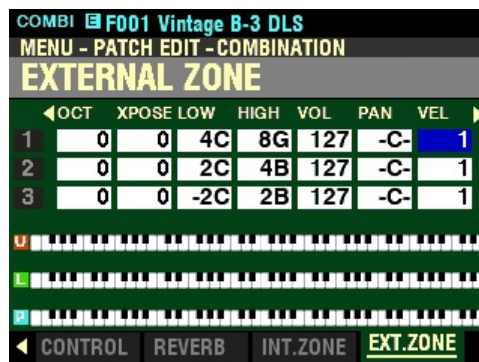 COMBI E F001 Vintage B-3 DLS
MENU - PATCH EDIT - COMBINATION
EXTERNAL ZONE
OCT XPOSE LOW HIGH VOL PAN VEL
1 0 0 4C 8G 127 -C- 1
2 0 0 2C 4B 127 -C- 1
3 0 0 -2C 2B 127 -C- 1
U
L
P
CONTROL REVERB INT.ZONE EXT.ZONE